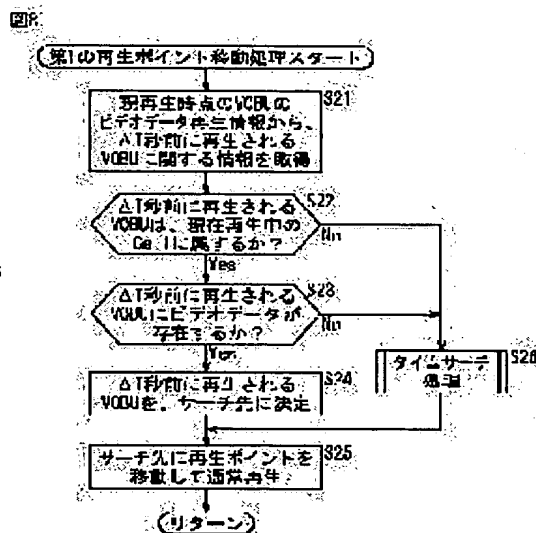 図8
第1の再生ポイント移動処理スタート
現再生時点のVOBUの
ビデオデータ再生情報から、
ΔT秒前に再生される
VOBUに関する情報を取得
S21
ΔT秒前に再生される
VOBUは、現在再生中の
Cellに属するか?
S22
No
Yes
ΔT秒前に再生される
VOBUにビデオデータが
存在するか?
S23
No
Yes
ΔT秒前に再生される
VOBUを、サーチ先に決定
S24
タイムサーチ
処理
S26
サーチ先に再生ポイントを
移動して通常再生
S25
リターン